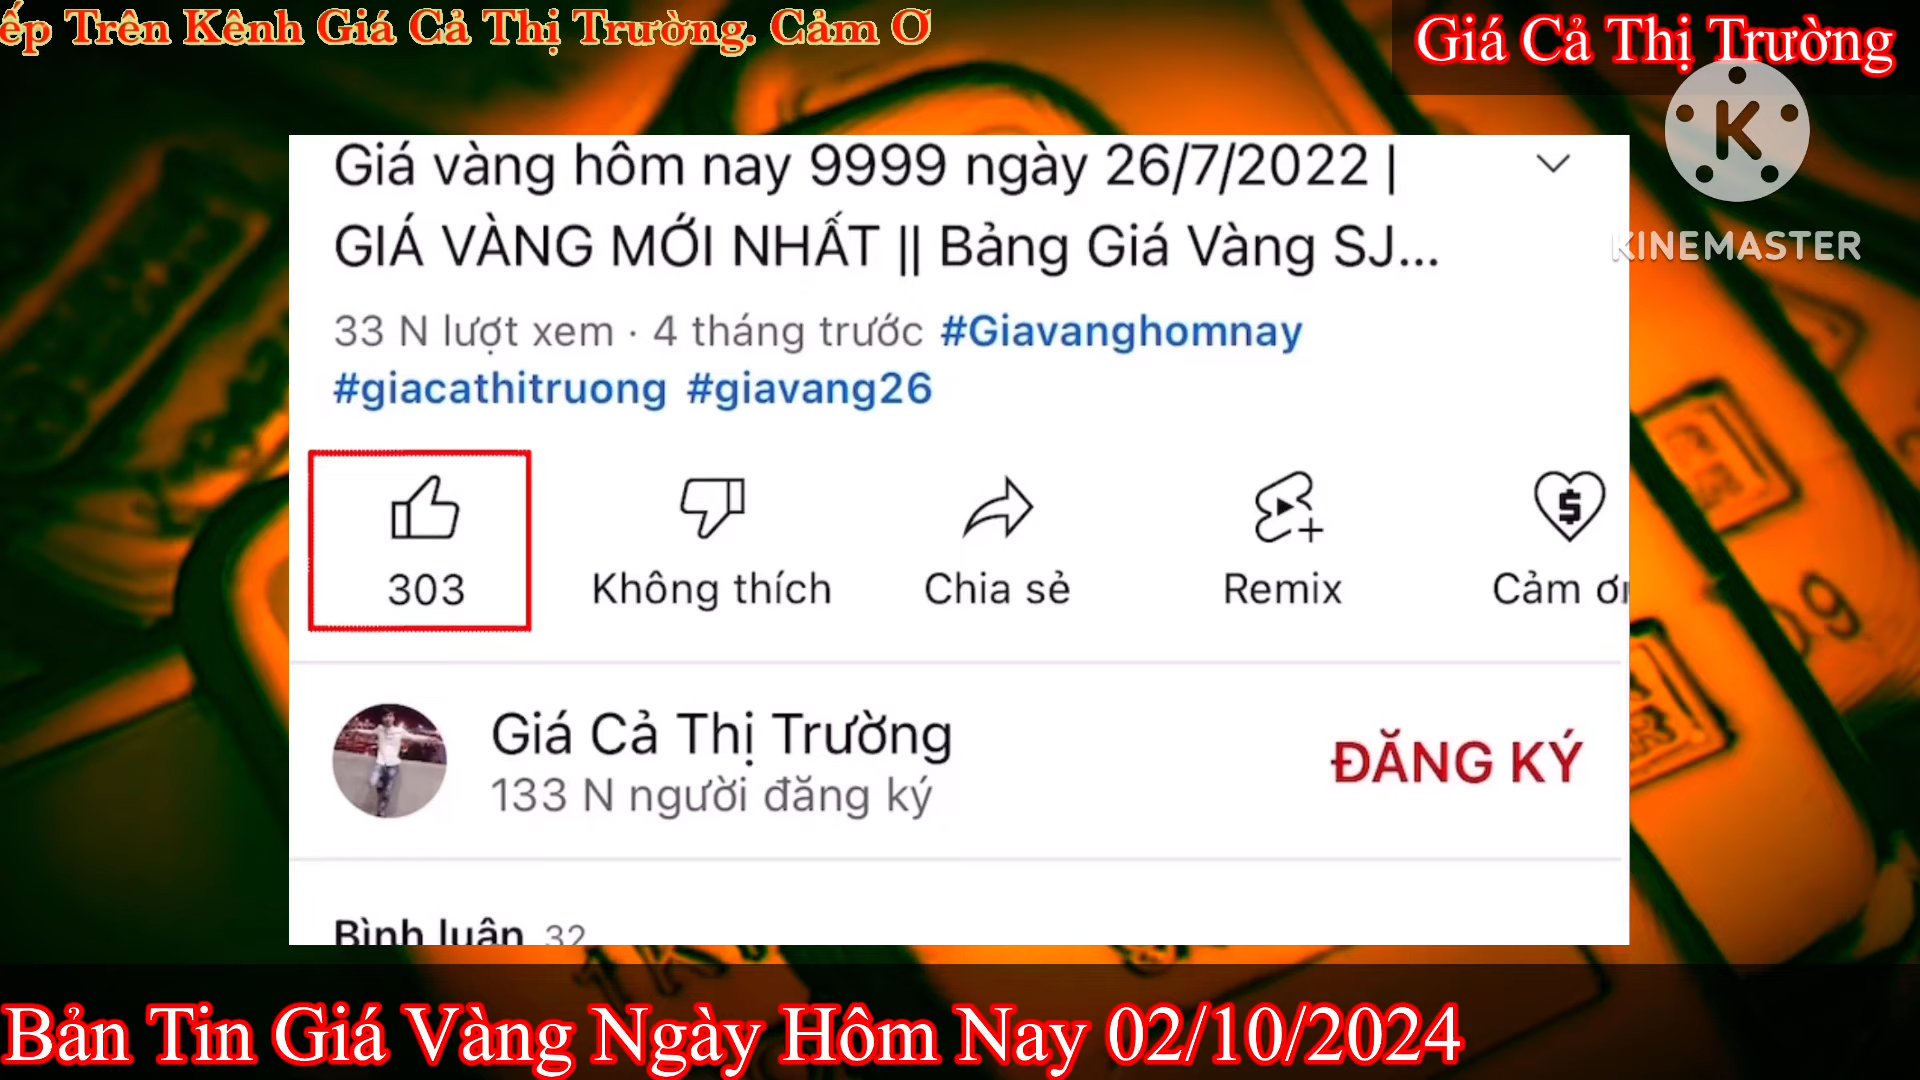 ếp Trên Kênh Giá Cả Thị Trường. Cảm Ơ
Giá Cả Thị Trường
K
KINEMASTER
Giá vàng hôm nay 9999 ngày 26/7/2022 |
GIÁ VÀNG MỚI NHẤT || Bảng Giá Vàng SJ...
33 N lượt xem · 4 tháng trước #Giavanghomnay
#giacathitruong #giavang26
303 Không thích Chia sẻ Remix Cảm ơn
Giá Cả Thị Trường
133 N người đăng ký
ĐĂNG KÝ
Bình luận 32
Bản Tin Giá Vàng Ngày Hôm Nay 02/10/2024